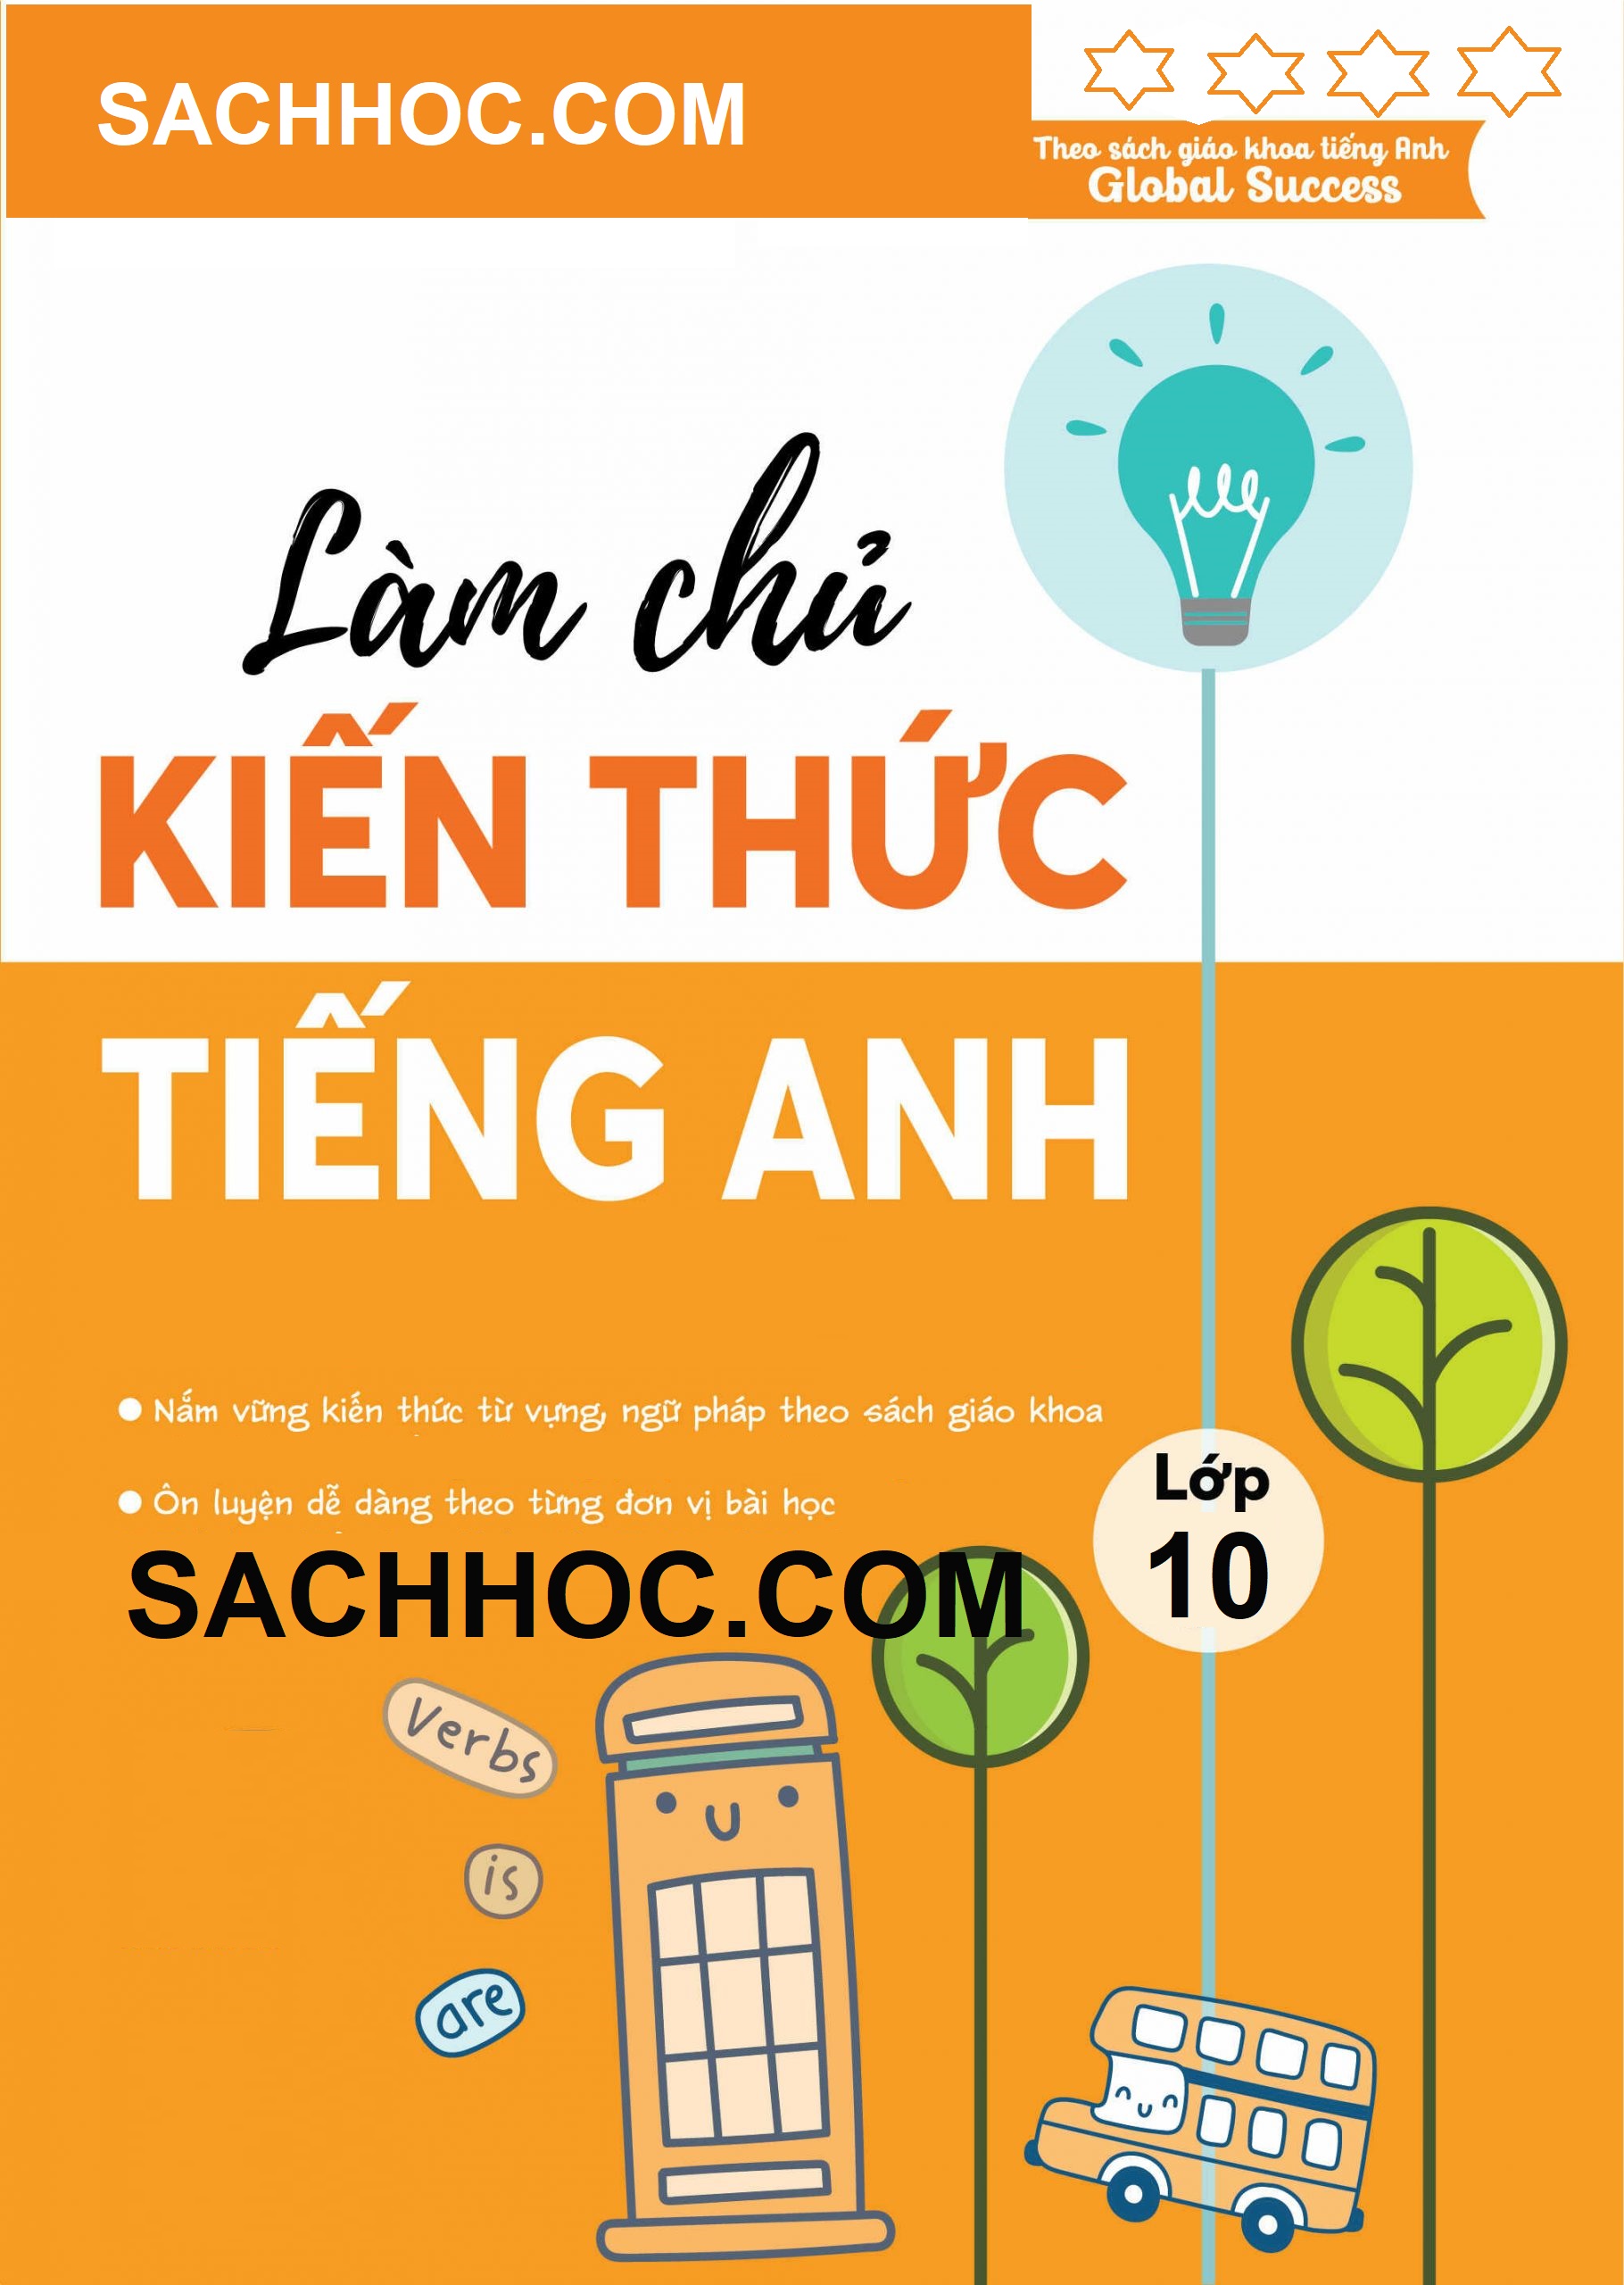 SACHHOC.COM
Theo sách giáo khoa tiếng Anh
Global Success
Làm chủ
KIẾN THỨC
TIẾNG ANH
● Nắm vững kiến thức từ vựng, ngữ pháp theo sách giáo khoa
● Ôn luyện dễ dàng theo từng đơn vị bài học
Lớp
10
SACHHOC.COM
Verbs
is
are